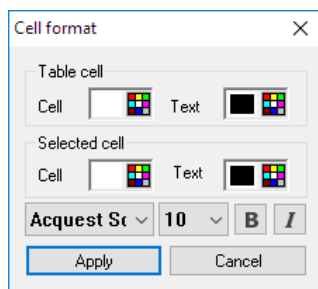 Cell format
Table cell
Cell Text
Selected cell
Cell Text
Acquest Sc 10 B I
Apply Cancel